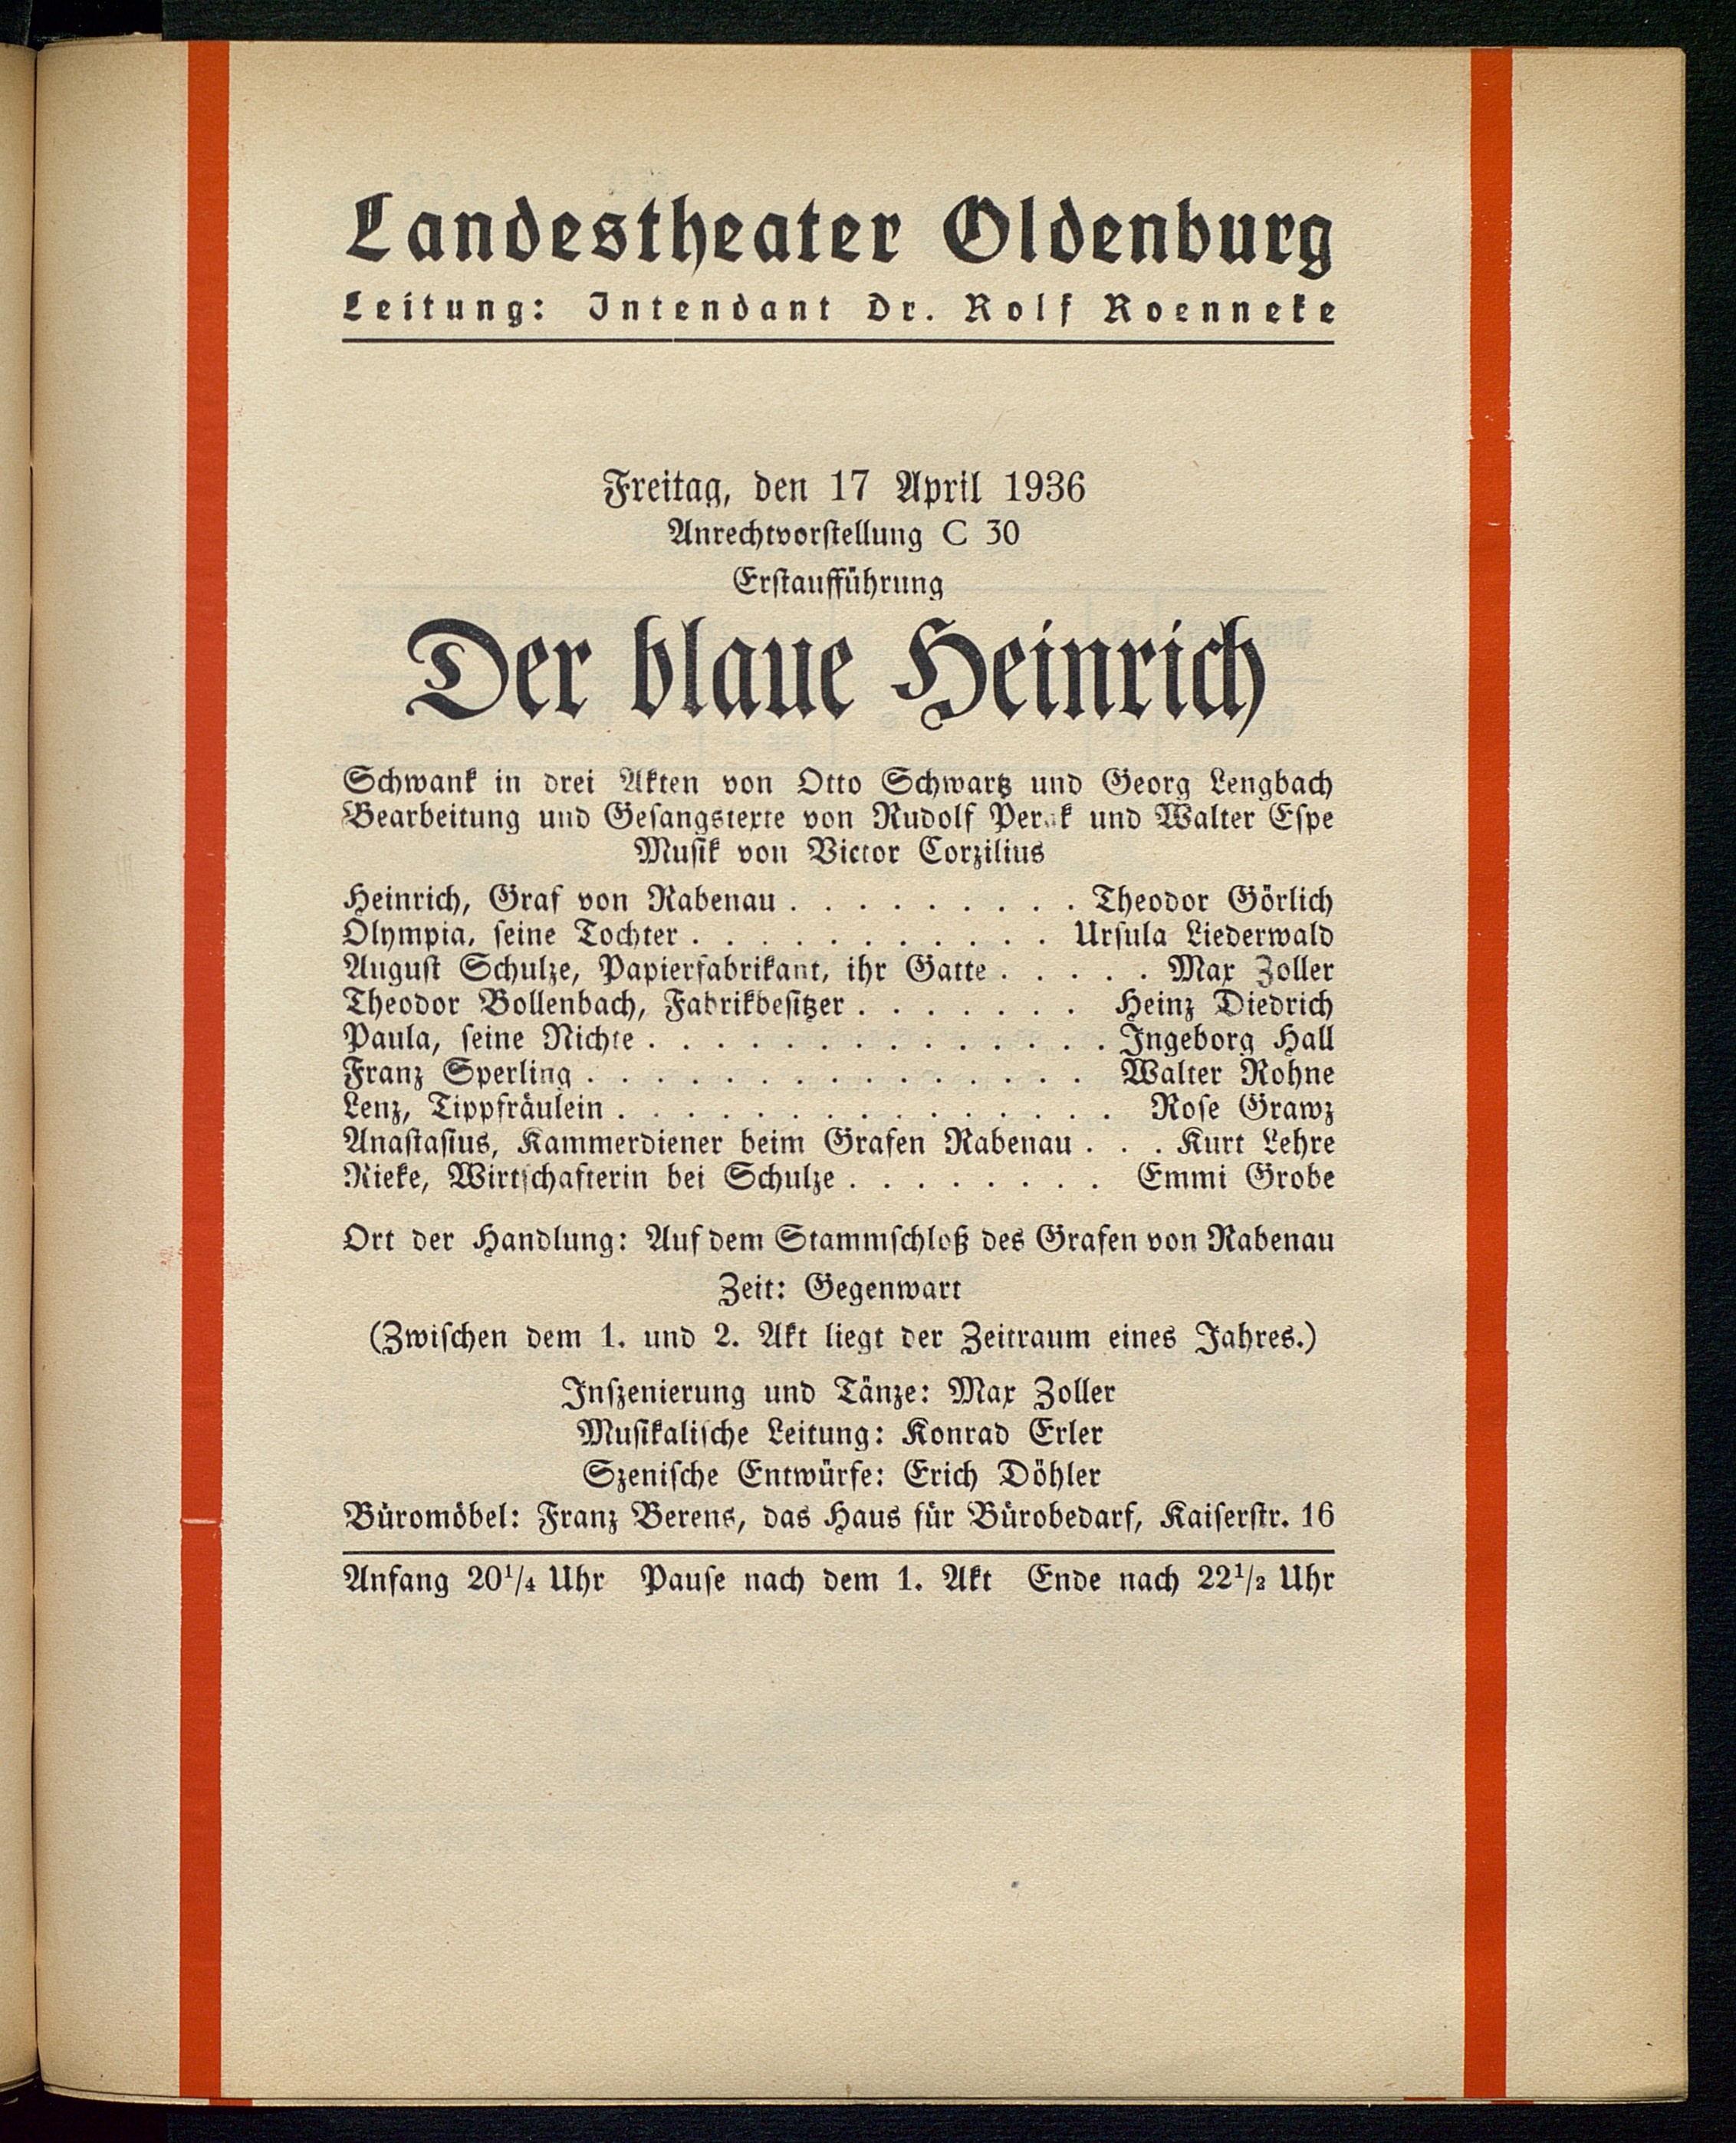 Landestheater Oldenburg
Leitung: Intendant Dr. Rolf Roenneke
Freitag, den 17 April 1936
Anrechtvorſtellung C 30
Erſtaufführung
Der blaue Heinrich
Schwank in drei Akten von Otto Schwartz und Georg Lengbach
Bearbeitung und Geſangstexte von Rudolf Perak und Walter Eſpe
Muſik von Victor Corzilius
Heinrich, Graf von Rabenau . . . . . . . . . Theodor Görlich
Olympia, ſeine Tochter . . . . . . . . . . . Urſula Liederwald
Auguſt Schulze, Papierfabrikant, ihr Gatte . . . . . Max Zoller
Theodor Bollenbach, Fabrikbeſitzer . . . . . . . Heinz Diedrich
Paula, ſeine Nichte . . . . . . . . . . . . . . Ingeborg Hall
Franz Sperling . . . . . . . . . . . . . . . Walter Rohne
Lenz, Tippfräulein . . . . . . . . . . . . . . . Roſe Grawz
Anaſtaſius, Kammerdiener beim Grafen Rabenau . . . Kurt Lehre
Rieke, Wirtſchafterin bei Schulze . . . . . . . . Emmi Grobe
Ort der Handlung: Auf dem Stammſchloß des Grafen von Rabenau
Zeit: Gegenwart
(Zwiſchen dem 1. und 2. Akt liegt der Zeitraum eines Jahres.)
Inſzenierung und Tänze: Max Zoller
Muſikaliſche Leitung: Konrad Erler
Szeniſche Entwürfe: Erich Döhler
Büromöbel: Franz Berens, das Haus für Bürobedarf, Kaiſerſtr. 16
Anfang 20¹/₄ Uhr Pauſe nach dem 1. Akt Ende nach 22¹/₂ Uhr